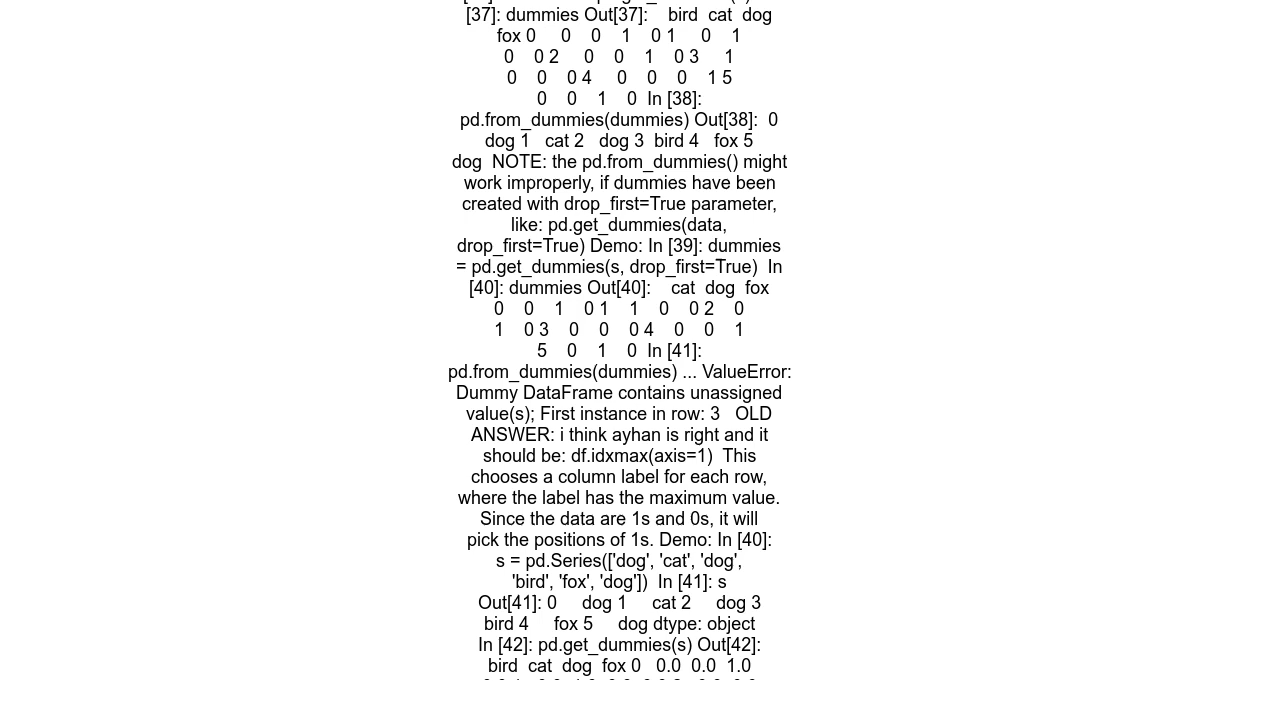 [37]: dummies Out[37]:    bird  cat  dog
fox 0     0    0    1    0 1     0    1
0    0 2     0    0    1    0 3     1
0    0    0 4     0    0    0    1 5
0    0    1    0  In [38]:
pd.from_dummies(dummies) Out[38]:  0
dog 1   cat 2   dog 3  bird 4   fox 5
dog  NOTE: the pd.from_dummies() might
work improperly, if dummies have been
created with drop_first=True parameter,
like: pd.get_dummies(data,
drop_first=True) Demo: In [39]: dummies
= pd.get_dummies(s, drop_first=True)  In
[40]: dummies Out[40]:    cat  dog  fox
0    0    1    0 1    1    0    0 2    0
1    0 3    0    0    0 4    0    0    1
5    0    1    0  In [41]:
pd.from_dummies(dummies) ... ValueError:
Dummy DataFrame contains unassigned
value(s); First instance in row: 3   OLD
ANSWER: i think ayhan is right and it
should be: df.idxmax(axis=1)  This
chooses a column label for each row,
where the label has the maximum value.
Since the data are 1s and 0s, it will
pick the positions of 1s. Demo: In [40]:
s = pd.Series(['dog', 'cat', 'dog',
'bird', 'fox', 'dog'])  In [41]: s
Out[41]: 0     dog 1     cat 2     dog 3
bird 4     fox 5     dog dtype: object
In [42]: pd.get_dummies(s) Out[42]:
bird  cat  dog  fox 0   0.0  0.0  1.0